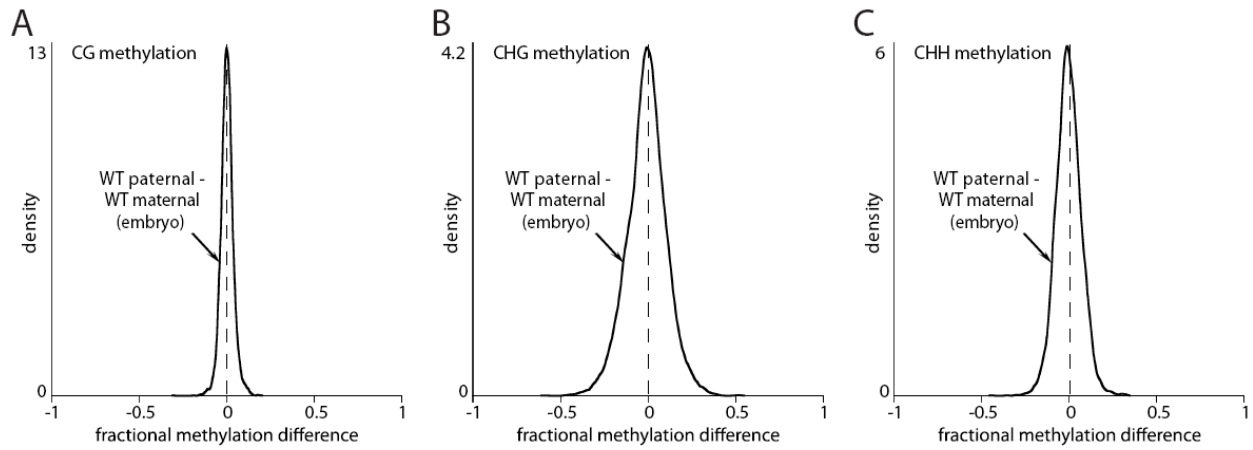 A
13
CG methylation
WT paternal -
WT maternal
(embryo)
density
0
-1
-0.5
0
0.5
1
fractional methylation difference
B
4.2
CHG methylation
WT paternal -
WT maternal
(embryo)
density
0
-1
-0.5
0
0.5
1
fractional methylation difference
C
6
CHH methylation
WT paternal -
WT maternal
(embryo)
density
0
-1
-0.5
0
0.5
1
fractional methylation difference